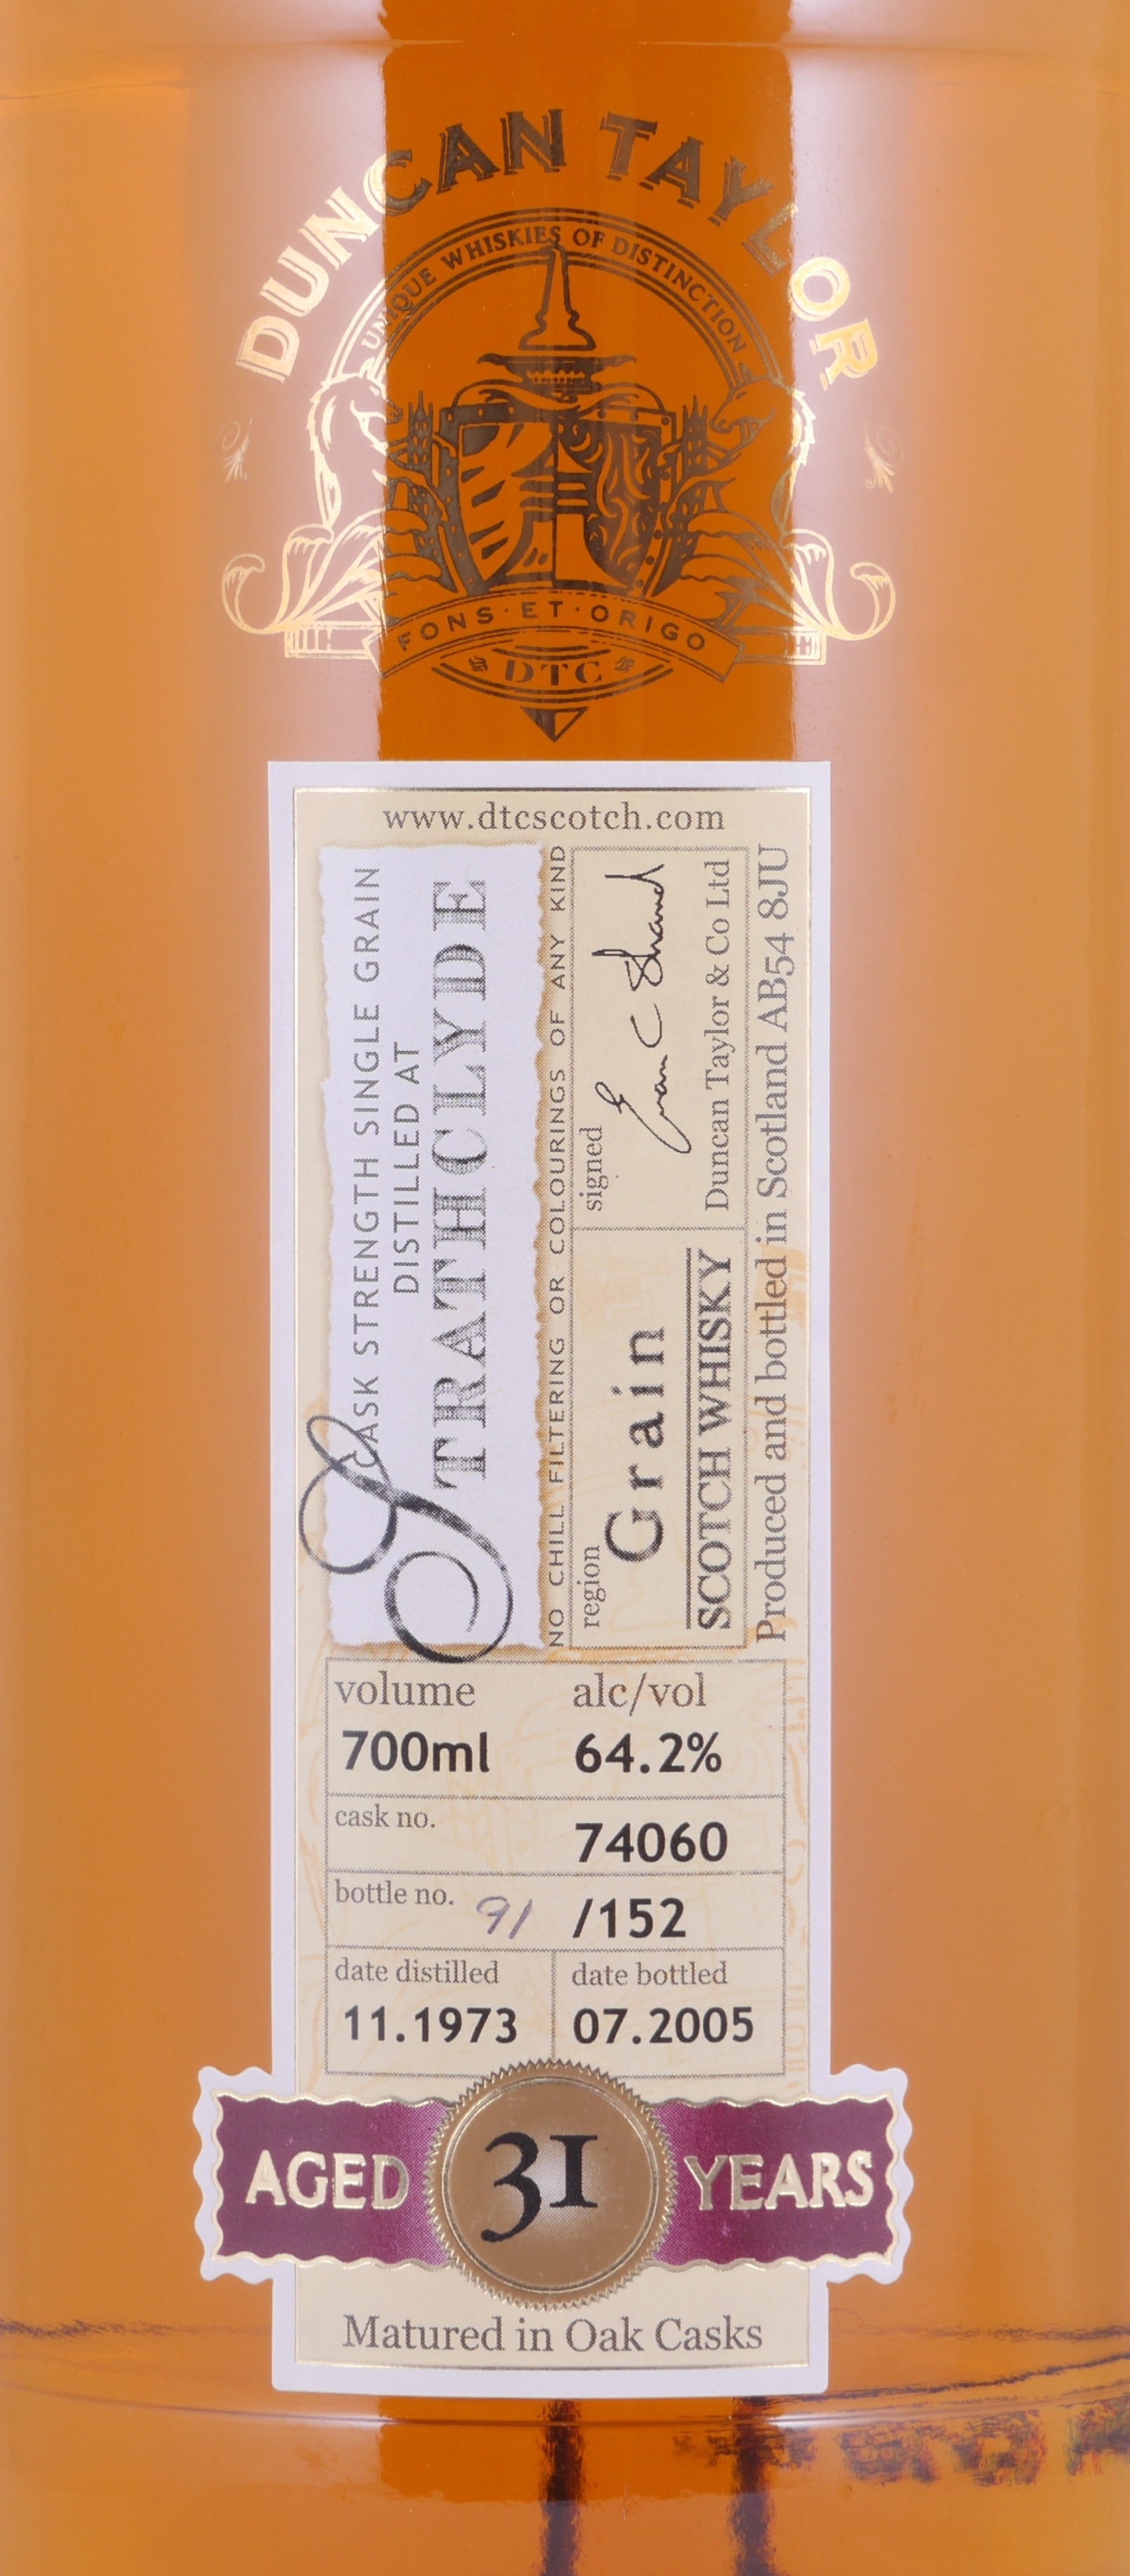 DUNCAN TAYLOR
UNIQUE WHISKIES OF DISTINCTION
FONS·ET·ORIGO
DTC
www.dtcscotch.com
CASK STRENGTH SINGLE GRAIN
DISTILLED AT
STRATHCLYDE
NO CHILL FILTERING OR COLOURINGS OF ANY KIND
region
Grain
SCOTCH WHISKY
signed
Euan C Shand
Duncan Taylor & Co Ltd
Produced and bottled in Scotland AB54 8JU
volume
700ml
alc/vol
64.2%
cask no.
74060
bottle no. 91 /152
date distilled
11.1973
date bottled
07.2005
AGED 31 YEARS
Matured in Oak Casks